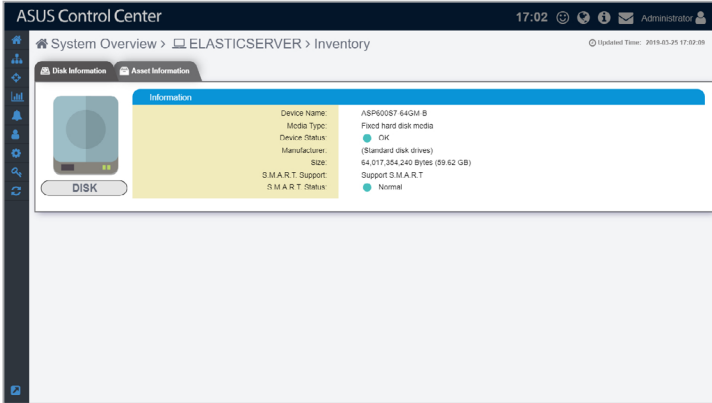 ASUS Control Center
17:02
Administrator
System Overview > ELASTICSERVER > Inventory
Updated Time: 2019-03-25 17:02:09
Disk Information
Asset Information
Information
Device Name: ASP600S7-64GM-B
Media Type: Fixed hard disk media
Device Status: OK
Manufacturer: (Standard disk drives)
Size: 64,017,354,240 Bytes (59.62 GB)
S.M.A.R.T. Support: Support S.M.A.R.T
S.M.A.R.T. Status: Normal
DISK